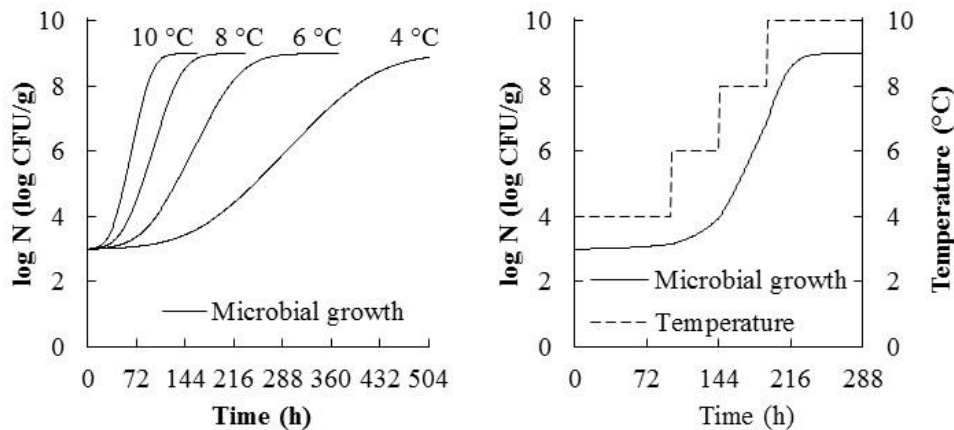 10 °C 8 °C 6 °C 4 °C
log N (log CFU/g)
10
8
6
4
2
0
Microbial growth
0 72 144 216 288 360 432 504
Time (h)
log N (log CFU/g)
10
8
6
4
2
0
Microbial growth
Temperature
10
8
6
4
2
0
Temperature (°C)
0 72 144 216 288
Time (h)